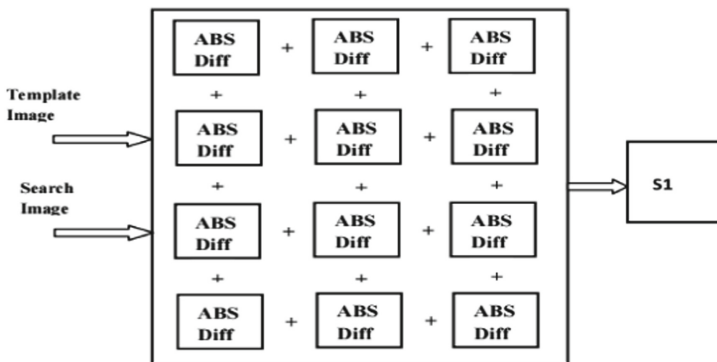 ABS + ABS + ABS
Diff Diff Diff
+ + +
Template
Image
ABS + ABS + ABS
Diff Diff Diff
+ + +
Search
Image
ABS + ABS + ABS
Diff Diff Diff
+ + +
ABS + ABS + ABS
Diff Diff Diff
S1